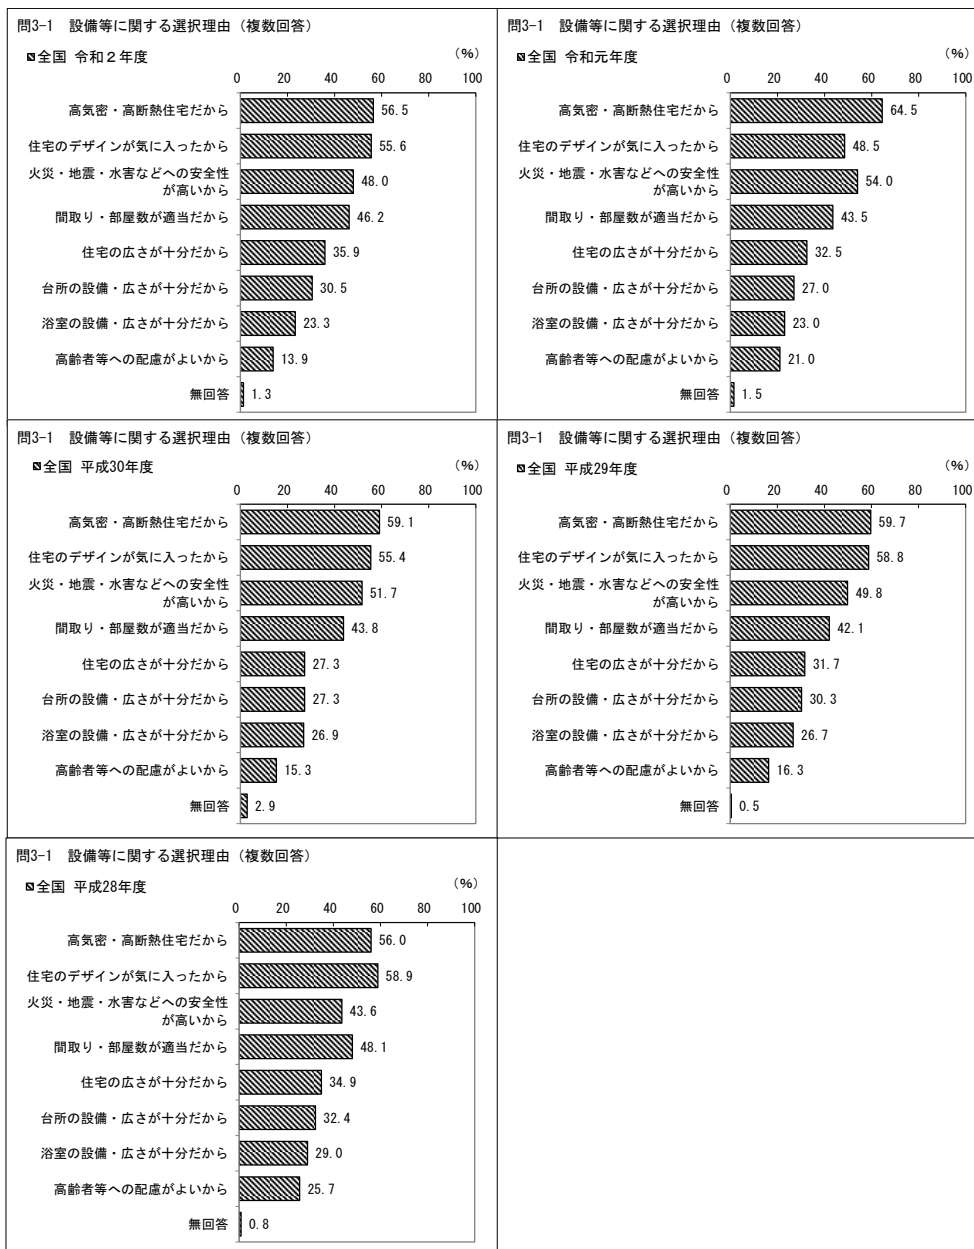 問3-1 設備等に関する選択理由（複数回答）
全国 令和２年度
(%)
0 20 40 60 80 100
高気密・高断熱住宅だから 56.5
住宅のデザインが気に入ったから 55.6
火災・地震・水害などへの安全性
が高いから 48.0
間取り・部屋数が適当だから 46.2
住宅の広さが十分だから 35.9
台所の設備・広さが十分だから 30.5
浴室の設備・広さが十分だから 23.3
高齢者等への配慮がよいから 13.9
無回答 1.3
問3-1 設備等に関する選択理由（複数回答）
全国 令和元年度
(%)
0 20 40 60 80 100
高気密・高断熱住宅だから 64.5
住宅のデザインが気に入ったから 48.5
火災・地震・水害などへの安全性
が高いから 54.0
間取り・部屋数が適当だから 43.5
住宅の広さが十分だから 32.5
台所の設備・広さが十分だから 27.0
浴室の設備・広さが十分だから 23.0
高齢者等への配慮がよいから 21.0
無回答 1.5
問3-1 設備等に関する選択理由（複数回答）
全国 平成30年度
(%)
0 20 40 60 80 100
高気密・高断熱住宅だから 59.1
住宅のデザインが気に入ったから 55.4
火災・地震・水害などへの安全性
が高いから 51.7
間取り・部屋数が適当だから 43.8
住宅の広さが十分だから 27.3
台所の設備・広さが十分だから 27.3
浴室の設備・広さが十分だから 26.9
高齢者等への配慮がよいから 15.3
無回答 2.9
問3-1 設備等に関する選択理由（複数回答）
全国 平成29年度
(%)
0 20 40 60 80 100
高気密・高断熱住宅だから 59.7
住宅のデザインが気に入ったから 58.8
火災・地震・水害などへの安全性
が高いから 49.8
間取り・部屋数が適当だから 42.1
住宅の広さが十分だから 31.7
台所の設備・広さが十分だから 30.3
浴室の設備・広さが十分だから 26.7
高齢者等への配慮がよいから 16.3
無回答 0.5
問3-1 設備等に関する選択理由（複数回答）
全国 平成28年度
(%)
0 20 40 60 80 100
高気密・高断熱住宅だから 56.0
住宅のデザインが気に入ったから 58.9
火災・地震・水害などへの安全性
が高いから 43.6
間取り・部屋数が適当だから 48.1
住宅の広さが十分だから 34.9
台所の設備・広さが十分だから 32.4
浴室の設備・広さが十分だから 29.0
高齢者等への配慮がよいから 25.7
無回答 0.8